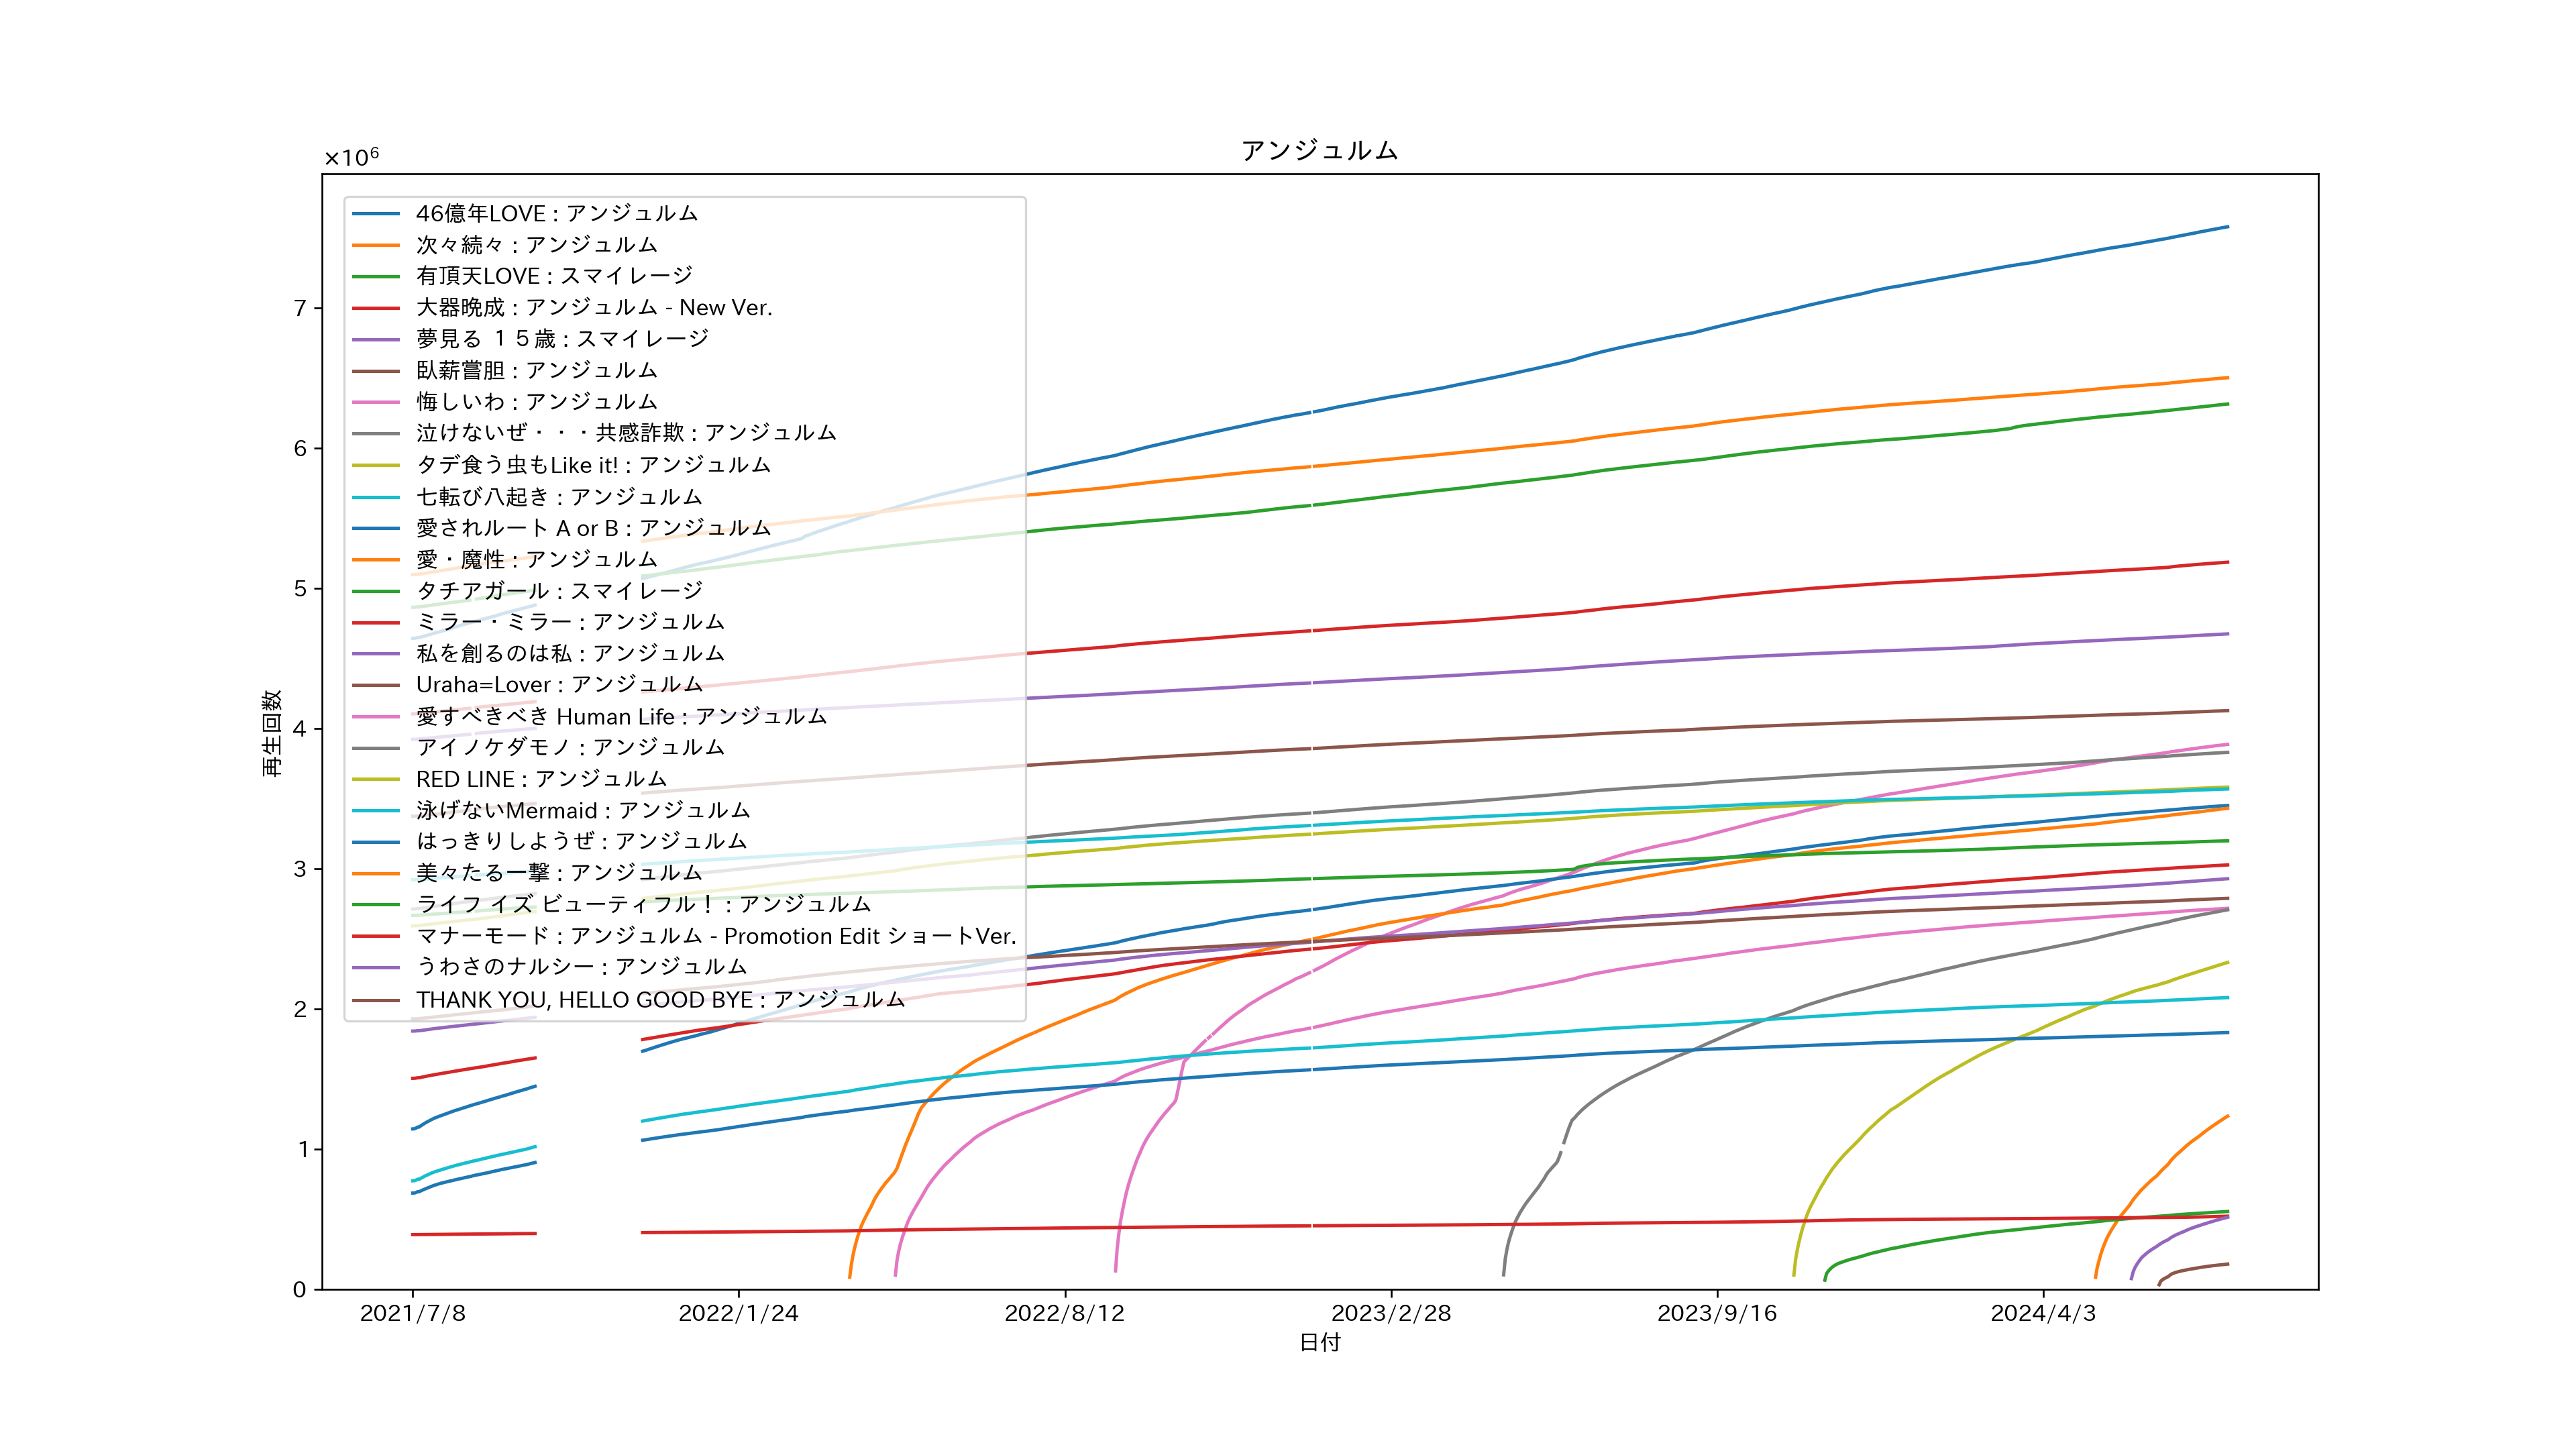 アンジュルム
×10⁶
46億年LOVE : アンジュルム
次々続々 : アンジュルム
有頂天LOVE : スマイレージ
大器晩成 : アンジュルム - New Ver.
夢見る １５歳 : スマイレージ
臥薪嘗胆 : アンジュルム
悔しいわ : アンジュルム
泣けないぜ・・・共感詐欺 : アンジュルム
タデ食う虫もLike it! : アンジュルム
七転び八起き : アンジュルム
愛されルート A or B : アンジュルム
愛・魔性 : アンジュルム
タチアガール : スマイレージ
ミラー・ミラー : アンジュルム
私を創るのは私 : アンジュルム
Uraha=Lover : アンジュルム
愛すべきべき Human Life : アンジュルム
アイノケダモノ : アンジュルム
RED LINE : アンジュルム
泳げないMermaid : アンジュルム
はっきりしようぜ : アンジュルム
美々たる一撃 : アンジュルム
ライフ イズ ビューティフル！ : アンジュルム
マナーモード : アンジュルム - Promotion Edit ショートVer.
うわさのナルシー : アンジュルム
THANK YOU, HELLO GOOD BYE : アンジュルム
7
6
5
4
3
2
1
0
再生回数
2021/7/8
2022/1/24
2022/8/12
2023/2/28
2023/9/16
2024/4/3
日付